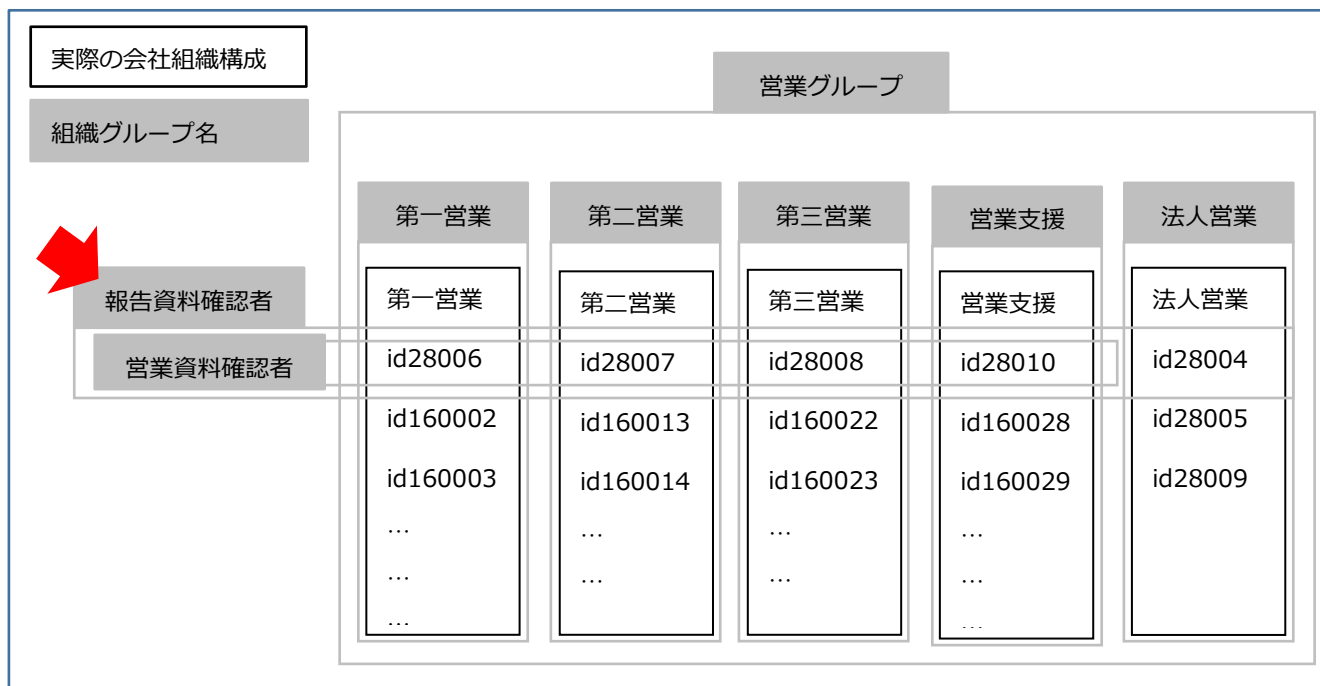 実際の会社組織構成
組織グループ名
営業グループ
第一営業 第二営業 第三営業 営業支援 法人営業
報告資料確認者 第一営業 第二営業 第三営業 営業支援 法人営業
営業資料確認者 id28006 id28007 id28008 id28010 id28004
id160002 id160013 id160022 id160028 id28005
id160003 id160014 id160023 id160029 id28009
… … … …
… … … …
… …